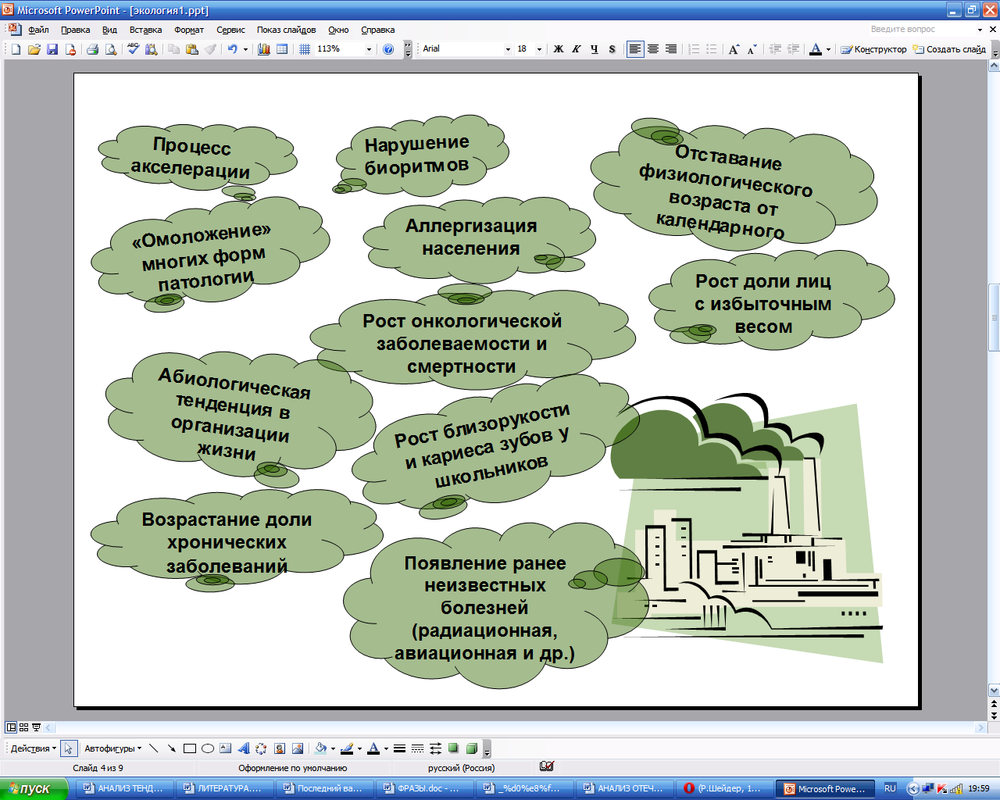 Microsoft PowerPoint - [экология1.ppt]
Файл Правка Вид Вставка Формат Сервис Показ слайдов Окно Справка
Введите вопрос
113%
Arial
18
Ж К Ч S
Конструктор
Создать слайд
Процесс
акселерации
Нарушение
биоритмов
Отставание
физиологического
возраста от
календарного
«Омоложение»
многих форм
патологии
Аллергизация
населения
Рост доли лиц
с избыточным
весом
Рост онкологической
заболеваемости и
смертности
Абиологическая
тенденция в
организации
жизни
Рост близорукости
и кариеса зубов у
школьников
Возрастание доли
хронических
заболеваний
Появление ранее
неизвестных
болезней
(радиационная,
авиационная и др.)
Действия
Автофигуры
Слайд 4 из 9
Оформление по умолчанию
русский (Россия)
пуск
АНАЛИЗ ТЕНД...
ЛИТЕРАТУРА....
Последний ва...
ФРАЗЫ.doc - ...
_%d0%e8%f...
АНАЛИЗ ОТЕЧ...
(Р.Шейдер, 1...
Microsoft Powe...
RU
19:59